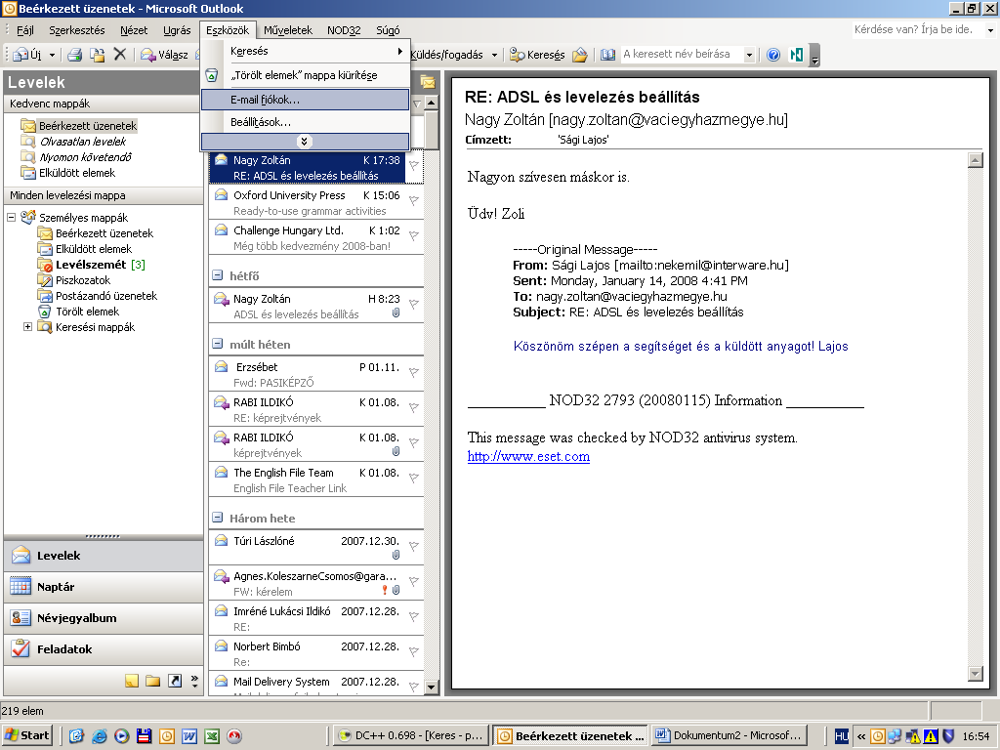 Beérkezett üzenetek - Microsoft Outlook
Fájl Szerkesztés Nézet Ugrás Eszközök Műveletek NOD32 Súgó
Kérdése van? Írja be ide.
Új Válasz
Küldés/fogadás Keresés A keresett név beírása
Keresés
„Törölt elemek” mappa kiürítése
E-mail fiókok...
Beállítások...
Levelek
Kedvenc mappák
Beérkezett üzenetek
Olvasatlan levelek
Nyomon követendő
Elküldött elemek
Minden levelezési mappa
Személyes mappák
Beérkezett üzenetek
Elküldött elemek
Levélszemét [3]
Piszkozatok
Postázandó üzenetek
Törölt elemek
Keresési mappák
Levelek
Naptár
Névjegyalbum
Feladatok
Nagy Zoltán K 17:38
RE: ADSL és levelezés beállítás
Oxford University Press K 15:06
Ready-to-use grammar activities
Challenge Hungary Ltd. K 1:02
Még több kedvezmény 2008-ban!
hétfő
Nagy Zoltán H 8:23
ADSL és levelezés beállítás
múlt héten
Erzsébet P 01.11.
Fwd: PASIKÉPZŐ
RABI ILDIKÓ K 01.08.
RE: képrejtvények
RABI ILDIKÓ K 01.08.
képrejtvények
The English File Team K 01.08.
English File Teacher Link
Három hete
Túri Lászlóné 2007.12.30.
Agnes.KoleszarneCsomos@gara...
FW: kérelem
Imréné Lukácsi Ildikó 2007.12.28.
RE:
Norbert Bimbó 2007.12.28.
Re:
Mail Delivery System 2007.12.28.
RE: ADSL és levelezés beállítás
Nagy Zoltán [nagy.zoltan@vaciegyhazmegye.hu]
Címzett: 'Sági Lajos'
Nagyon szívesen máskor is.
Üdv! Zoli
-----Original Message-----
From: Sági Lajos [mailto:nekemil@interware.hu]
Sent: Monday, January 14, 2008 4:41 PM
To: nagy.zoltan@vaciegyhazmegye.hu
Subject: RE: ADSL és levelezés beállítás
Köszönöm szépen a segítséget és a küldött anyagot! Lajos
__________ NOD32 2793 (20080115) Information __________
This message was checked by NOD32 antivirus system.
http://www.eset.com
219 elem
Start DC++ 0.698 - [Keres - p... Beérkezett üzenetek ... Dokumentum2 - Microsof... HU « 16:54